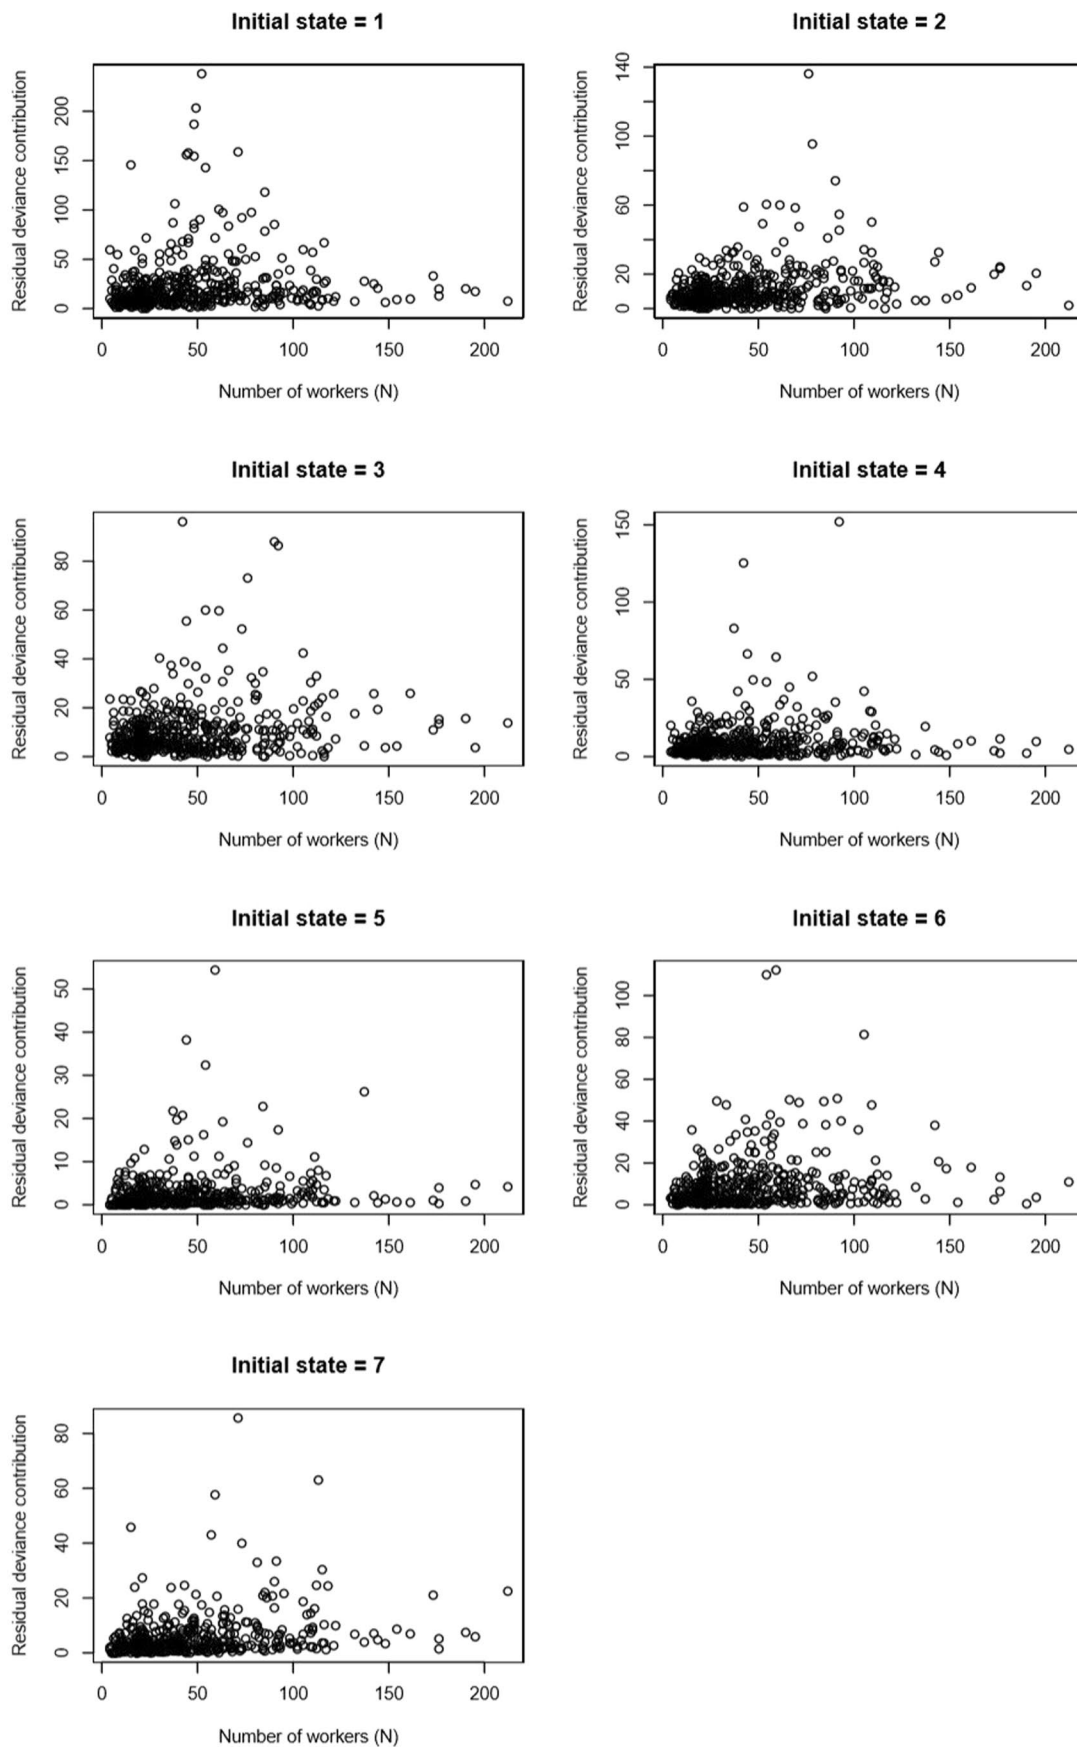 Initial state = 1
Residual deviance contribution
200
150
100
50
0
0 50 100 150 200
Number of workers (N)
Initial state = 2
Residual deviance contribution
140
100
60
20
0
0 50 100 150 200
Number of workers (N)
Initial state = 3
Residual deviance contribution
80
60
40
20
0
0 50 100 150 200
Number of workers (N)
Initial state = 4
Residual deviance contribution
150
100
50
0
0 50 100 150 200
Number of workers (N)
Initial state = 5
Residual deviance contribution
50
40
30
20
10
0
0 50 100 150 200
Number of workers (N)
Initial state = 6
Residual deviance contribution
100
80
60
40
20
0
0 50 100 150 200
Number of workers (N)
Initial state = 7
Residual deviance contribution
80
60
40
20
0
0 50 100 150 200
Number of workers (N)